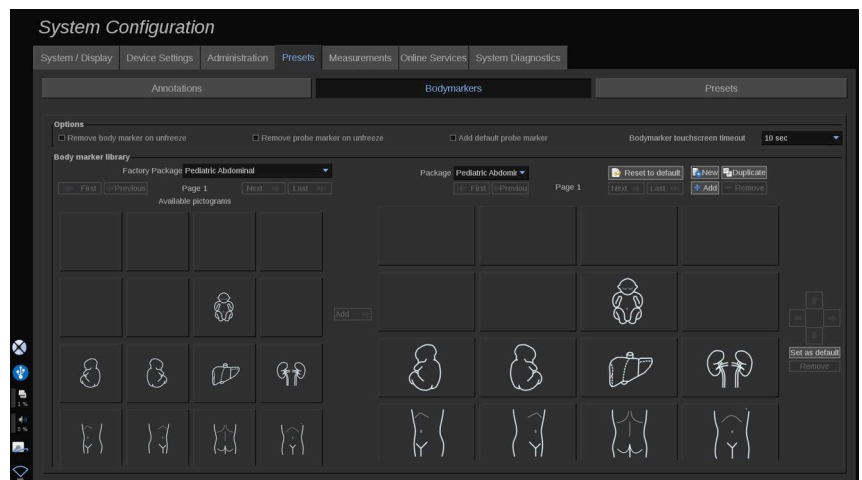 System Configuration
System / Display Device Settings Administration Presets Measurements Online Services System Diagnostics
Annotations Bodymarkers Presets
Options
Remove body marker on unfreeze Remove probe marker on unfreeze Add default probe marker Bodymarker touchscreen timeout 10 sec
Body marker library
Factory Package Pediatric Abdominal Package Pediatric Abdomir Reset to default New Duplicate
First Previous Page 1 Next Last First Previou Page 1 Next Last Add Remove
Available pictograms
Add
Set as default
Remove
1 %
0 %